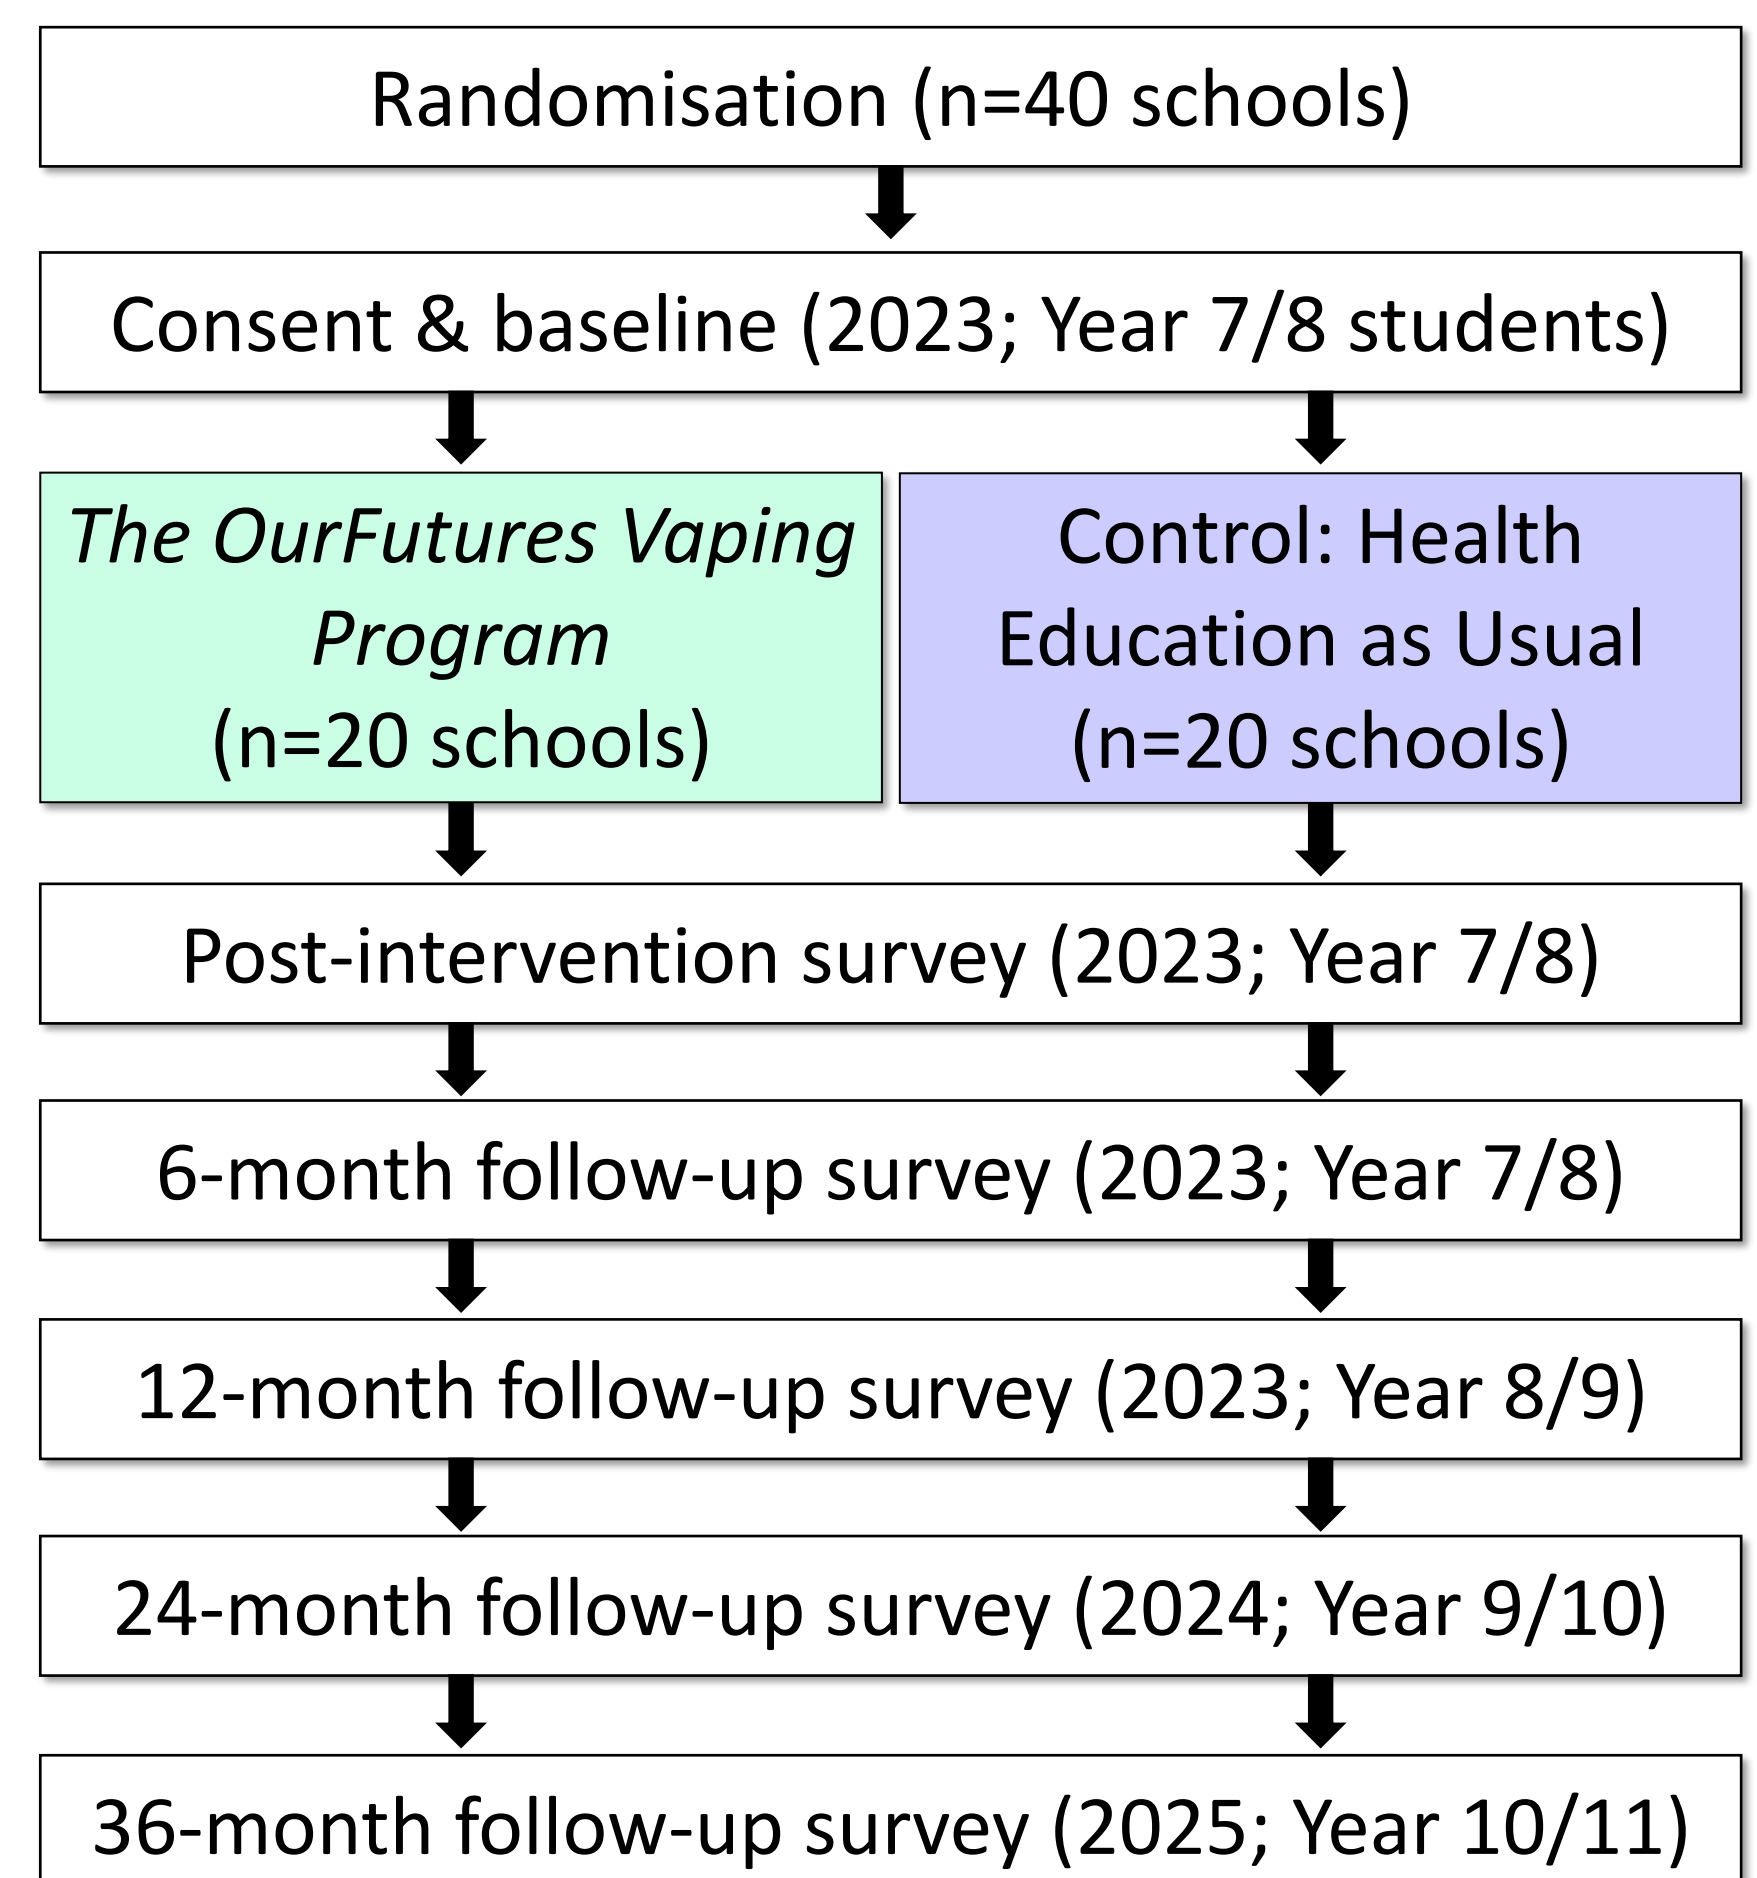 Randomisation (n=40 schools)
Consent & baseline (2023; Year 7/8 students)
The OurFutures Vaping
Program
(n=20 schools)
Control: Health
Education as Usual
(n=20 schools)
Post-intervention survey (2023; Year 7/8)
6-month follow-up survey (2023; Year 7/8)
12-month follow-up survey (2023; Year 8/9)
24-month follow-up survey (2024; Year 9/10)
36-month follow-up survey (2025; Year 10/11)